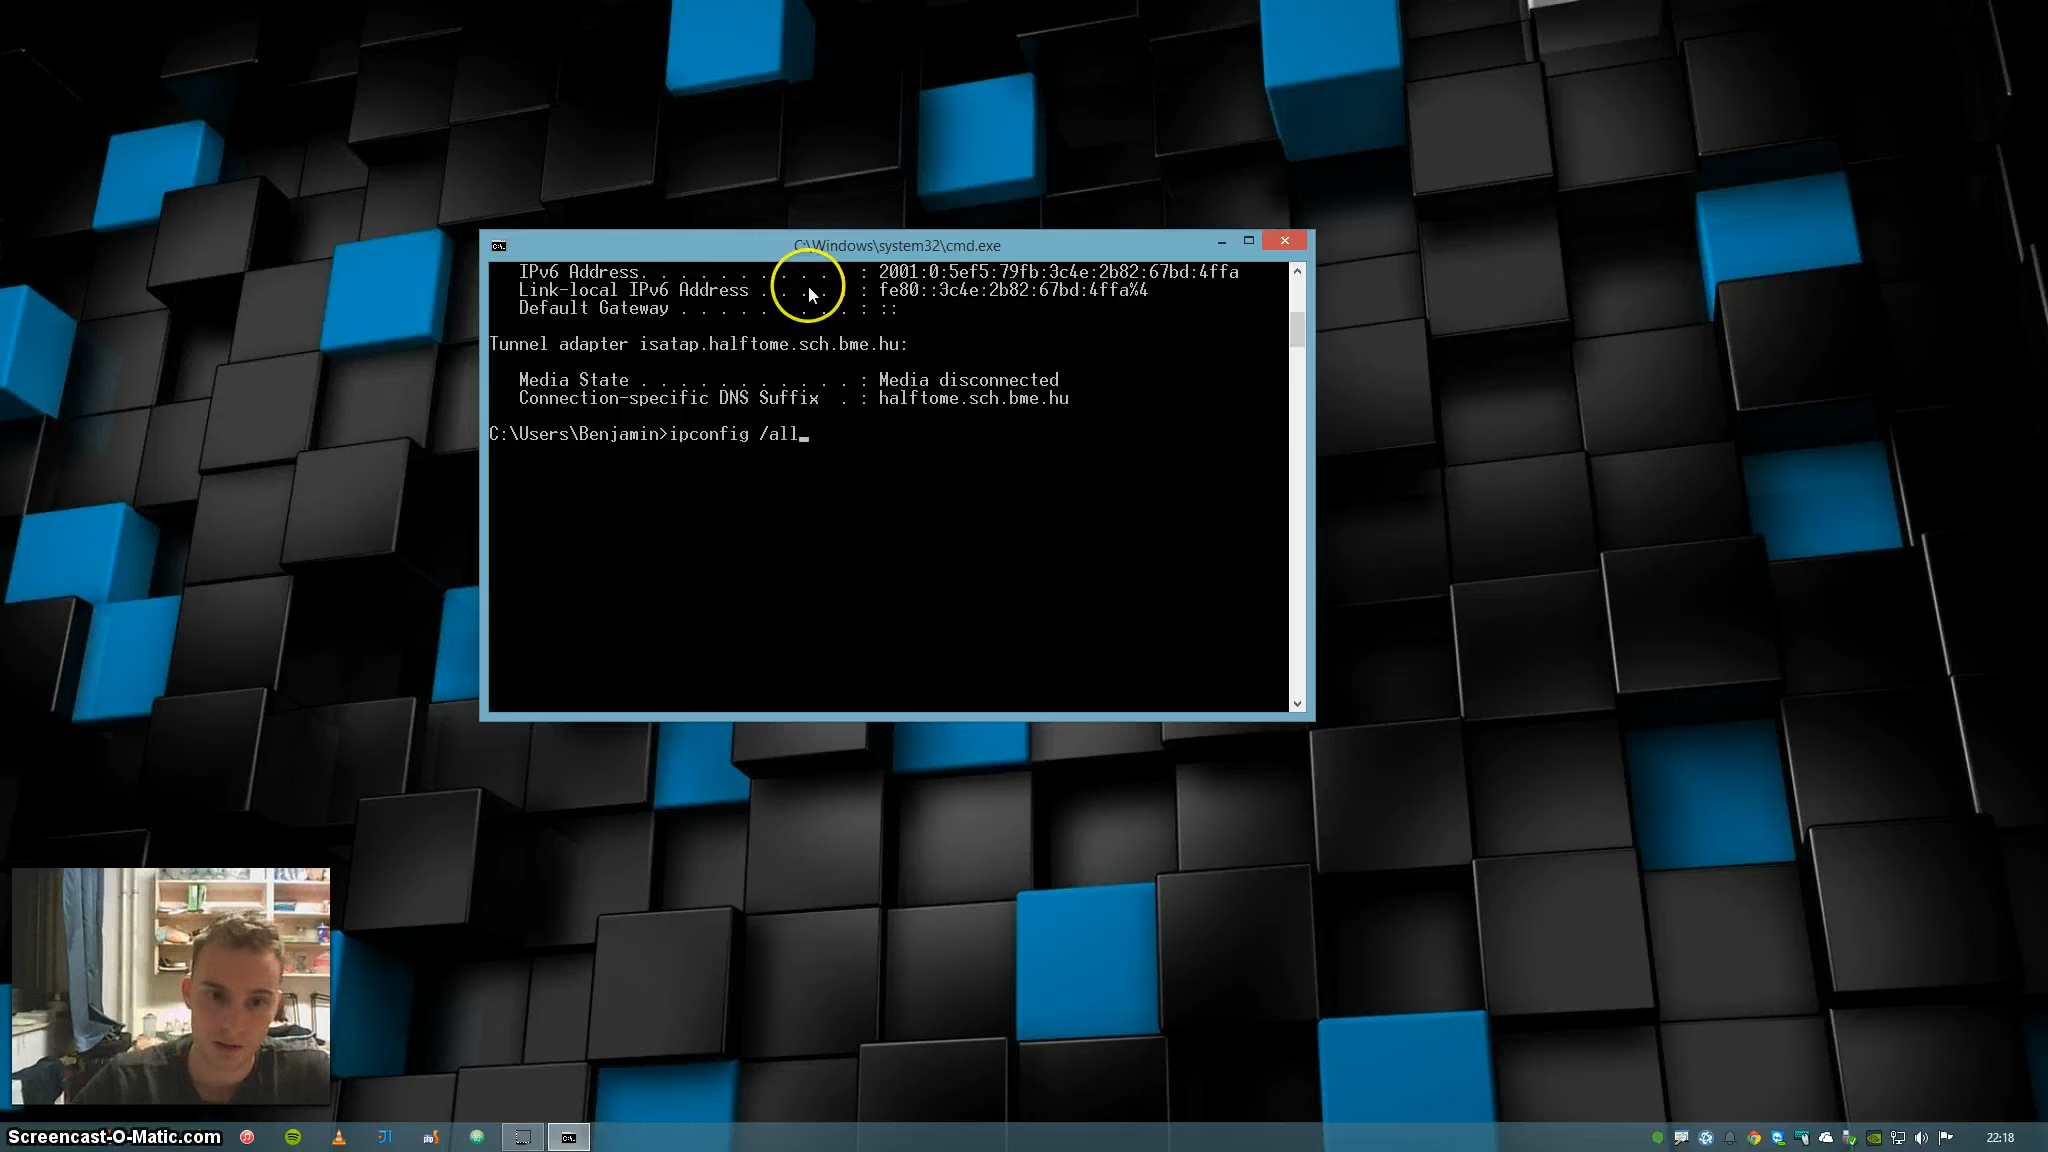 C:\Windows\system32\cmd.exe
IPv6 Address. . . . . . . . . . . : 2001:0:5ef5:79fb:3c4e:2b82:67bd:4ffa
Link-local IPv6 Address . . . . . : fe80::3c4e:2b82:67bd:4ffa%4
Default Gateway . . . . . . . . . : ::
Tunnel adapter isatap.halftome.sch.bme.hu:
Media State . . . . . . . . . . . : Media disconnected
Connection-specific DNS Suffix  . : halftome.sch.bme.hu
C:\Users\Benjamin>ipconfig /all_
Screencast-O-Matic.com
22:18